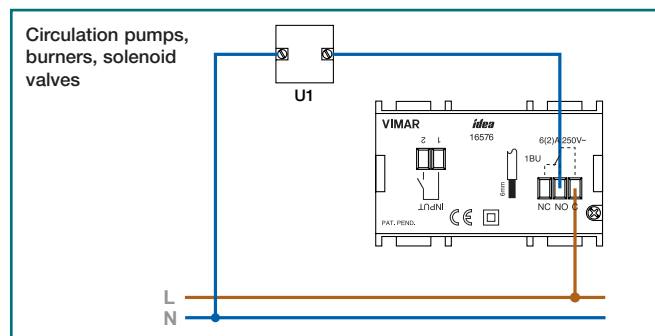 Circulation pumps,
burners, solenoid
valves
U1
VIMAR
idea
16576
6(2)A 250V~
1 2
1BU
6mm
INPUT
NC NO C
PAT. PEND.
CE
L
N